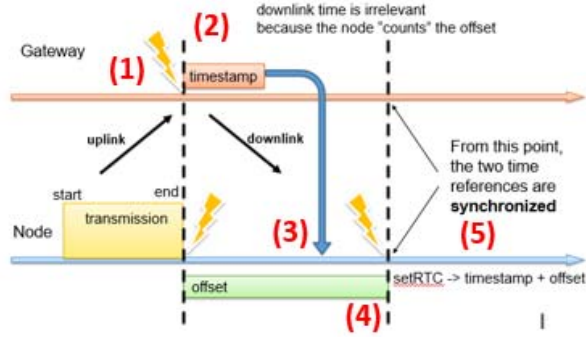 downlink time is irrelevant
because the node "counts" the offset
(2)
Gateway
(1)
timestamp
uplink
downlink
From this point,
the two time
references are
synchronized
start
end
transmission
Node
(3)
(5)
setRTC -> timestamp + offset
offset
(4)